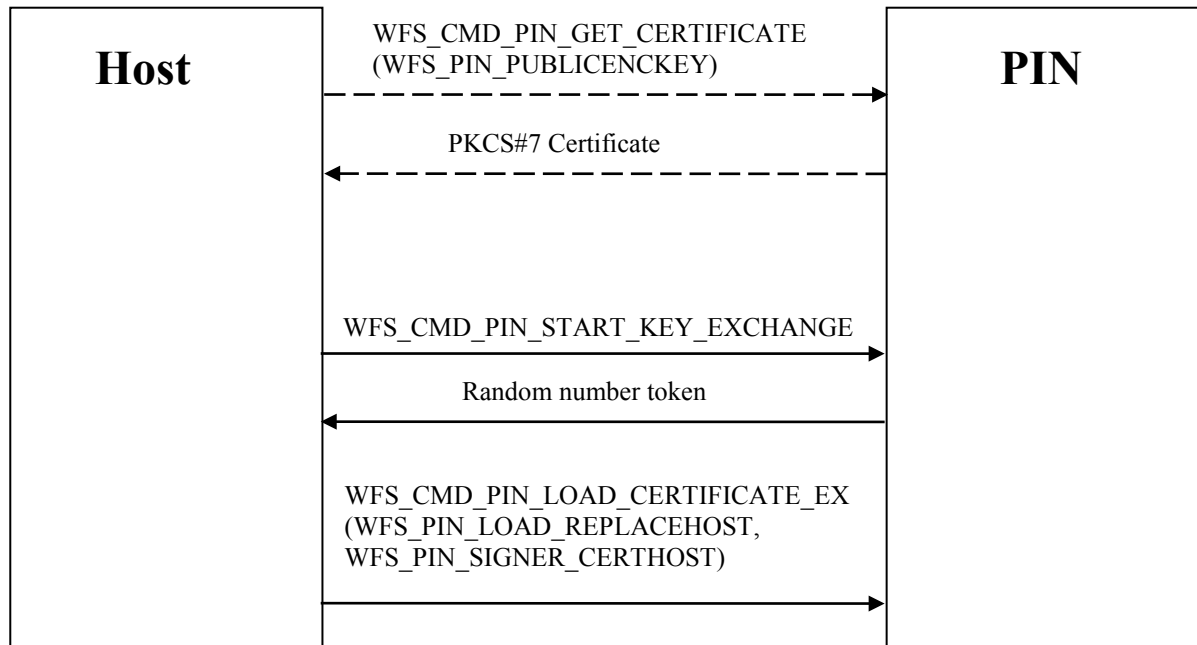 Host
PIN
WFS_CMD_PIN_GET_CERTIFICATE
(WFS_PIN_PUBLICENCKEY)
PKCS#7 Certificate
WFS_CMD_PIN_START_KEY_EXCHANGE
Random number token
WFS_CMD_PIN_LOAD_CERTIFICATE_EX
(WFS_PIN_LOAD_REPLACEHOST,
WFS_PIN_SIGNER_CERTHOST)